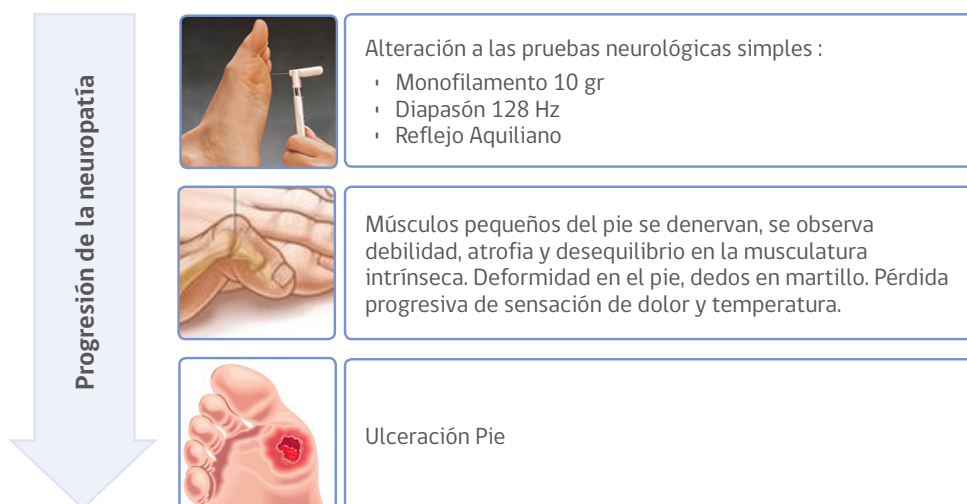 Progresión de la neuropatía
Alteración a las pruebas neurológicas simples :
• Monofilamento 10 gr
• Diapasón 128 Hz
• Reflejo Aquiliano
Músculos pequeños del pie se denervan, se observa
debilidad, atrofia y desequilibrio en la musculatura
intrínseca. Deformidad en el pie, dedos en martillo. Pérdida
progresiva de sensación de dolor y temperatura.
Ulceración Pie